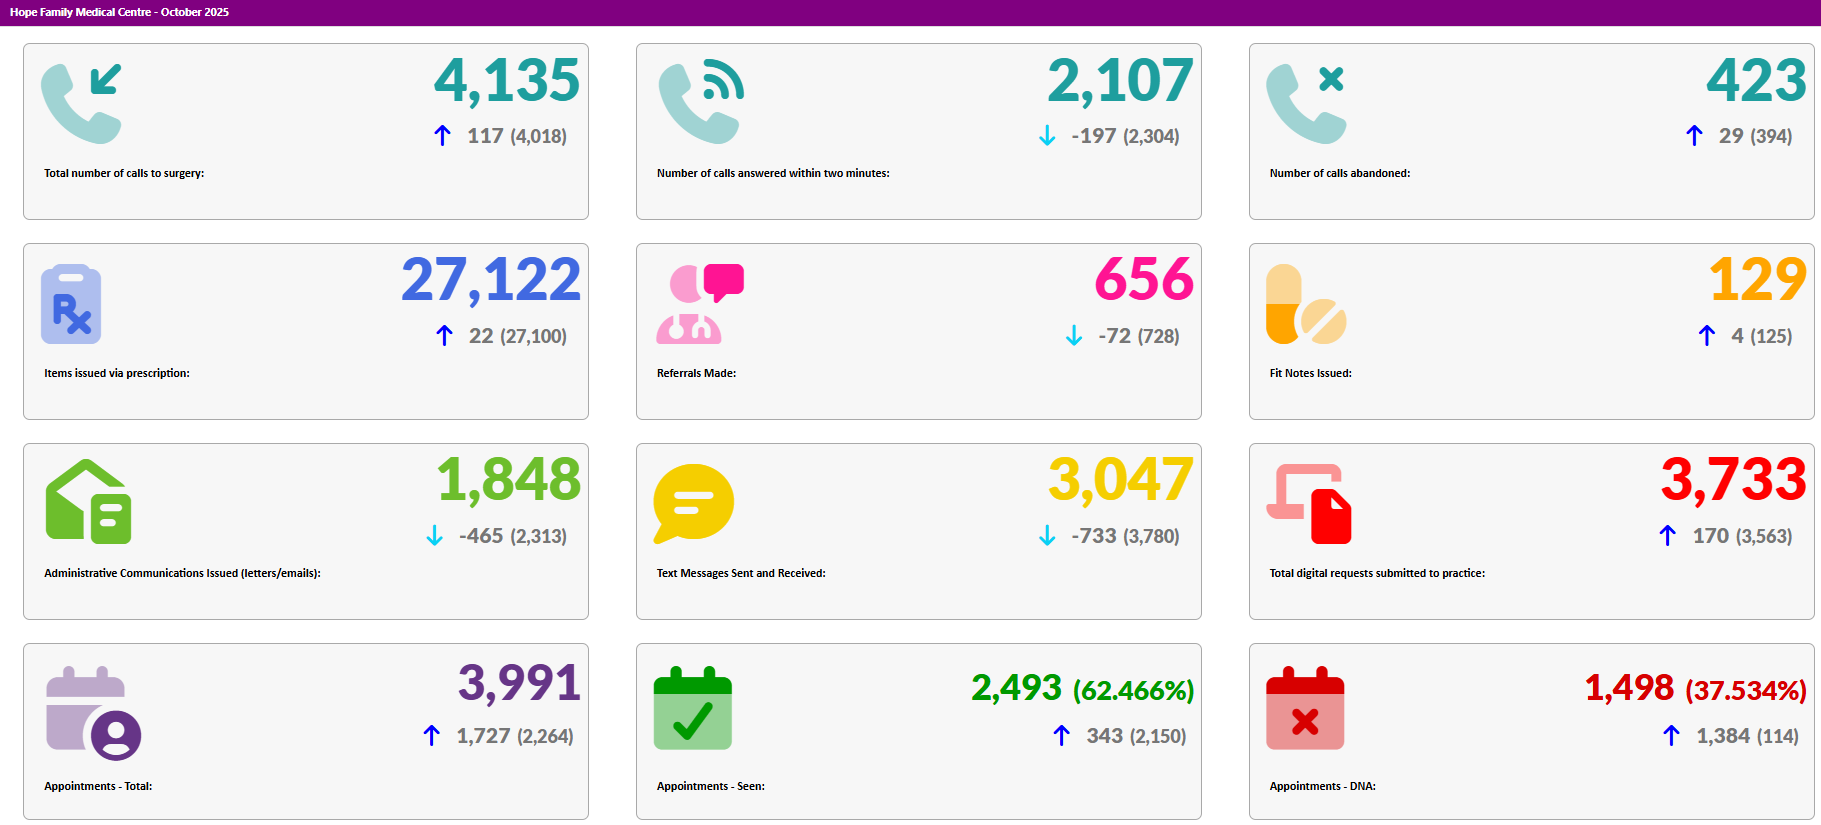 Hope Family Medical Centre - October 2025
4,135
117 (4,018)
Total number of calls to surgery:
2,107
-197 (2,304)
Number of calls answered within two minutes:
423
29 (394)
Number of calls abandoned:
Rx
27,122
22 (27,100)
Items issued via prescription:
656
-72 (728)
Referrals Made:
129
4 (125)
Fit Notes Issued:
1,848
-465 (2,313)
Administrative Communications Issued (letters/emails):
3,047
-733 (3,780)
Text Messages Sent and Received:
3,733
170 (3,563)
Total digital requests submitted to practice:
3,991
1,727 (2,264)
Appointments - Total:
2,493 (62.466%)
343 (2,150)
Appointments - Seen:
1,498 (37.534%)
1,384 (114)
Appointments - DNA: